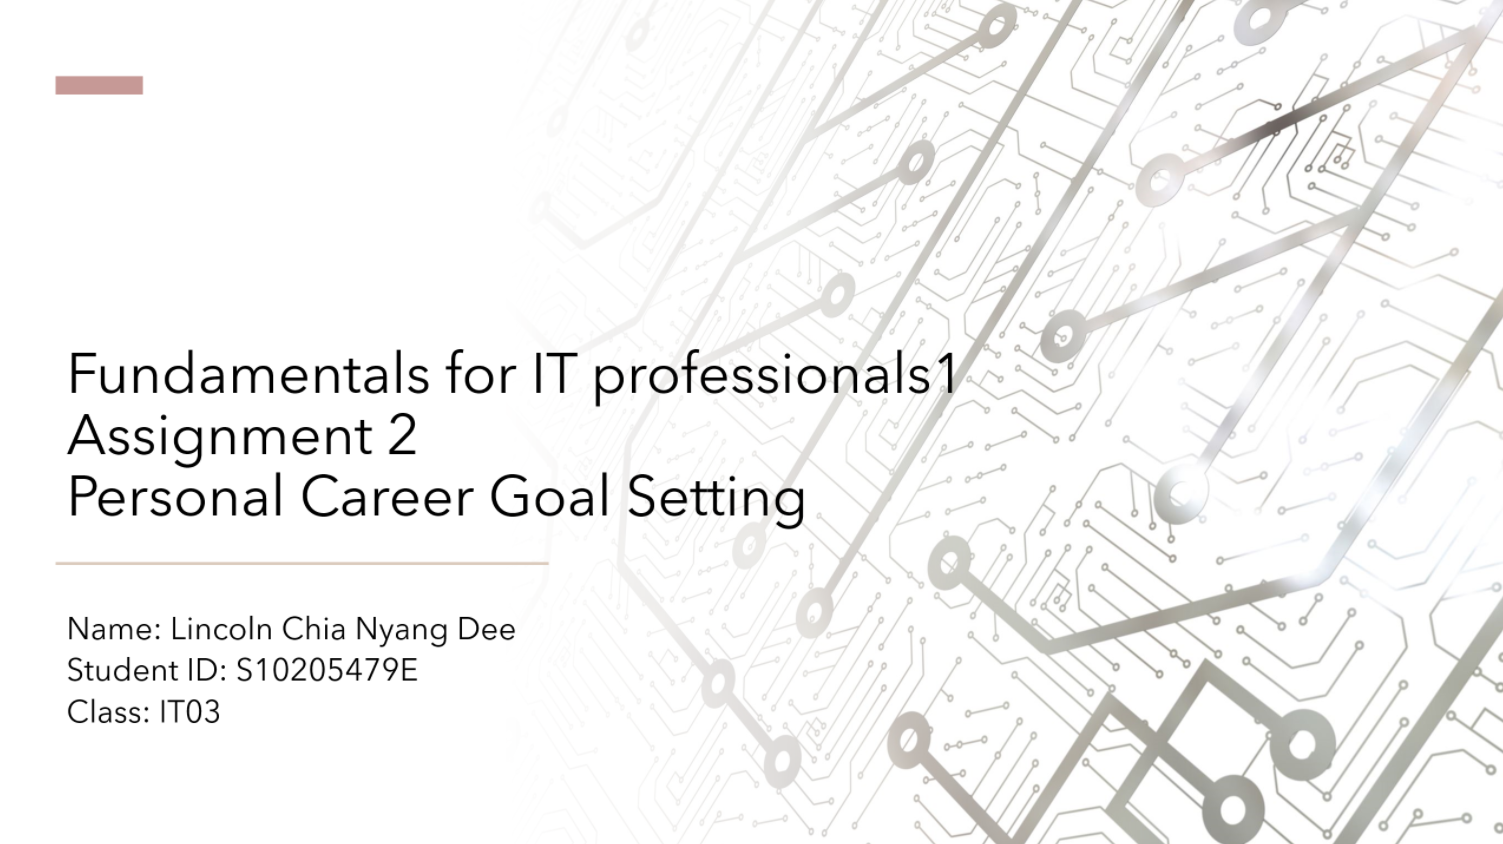 Fundamentals for IT professionals1
Assignment 2
Personal Career Goal Setting
Name: Lincoln Chia Nyang Dee
Student ID: S10205479E
Class: IT03